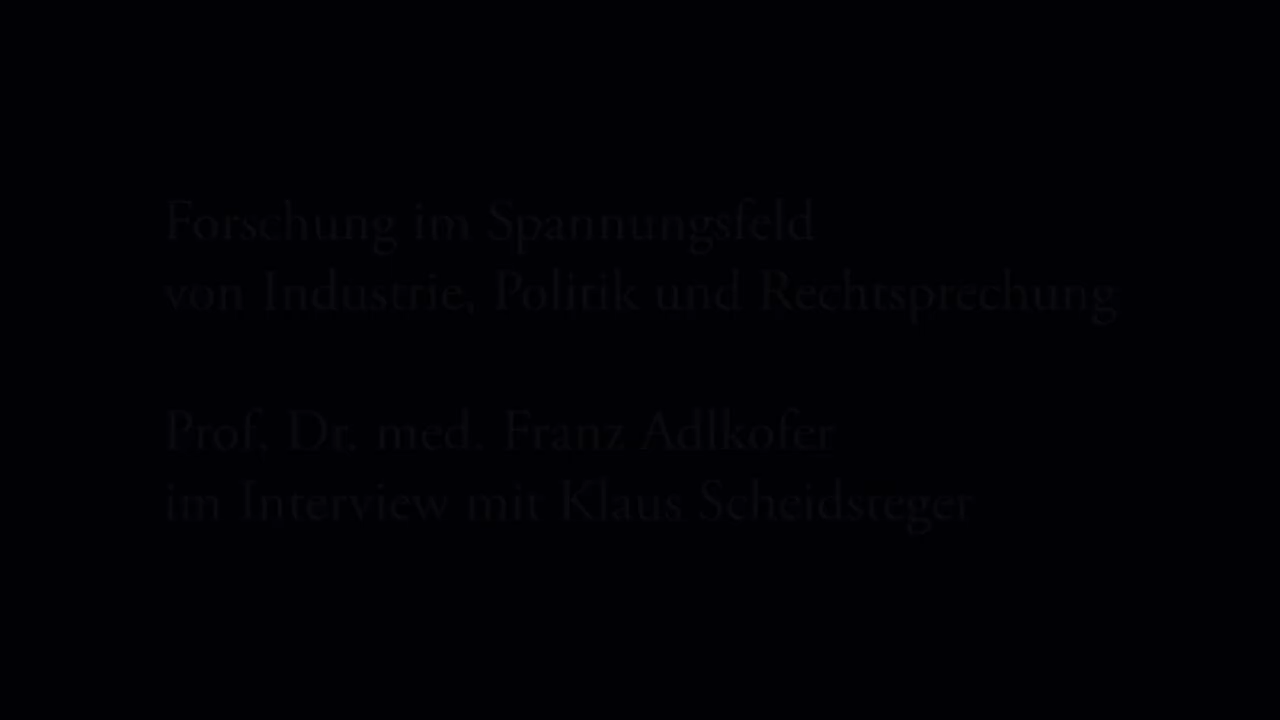 Forschung im Spannungsfeld
von Industrie, Politik und Rechtsprechung
Prof. Dr. med. Franz Adlkofer
im Interview mit Klaus Scheidsteger